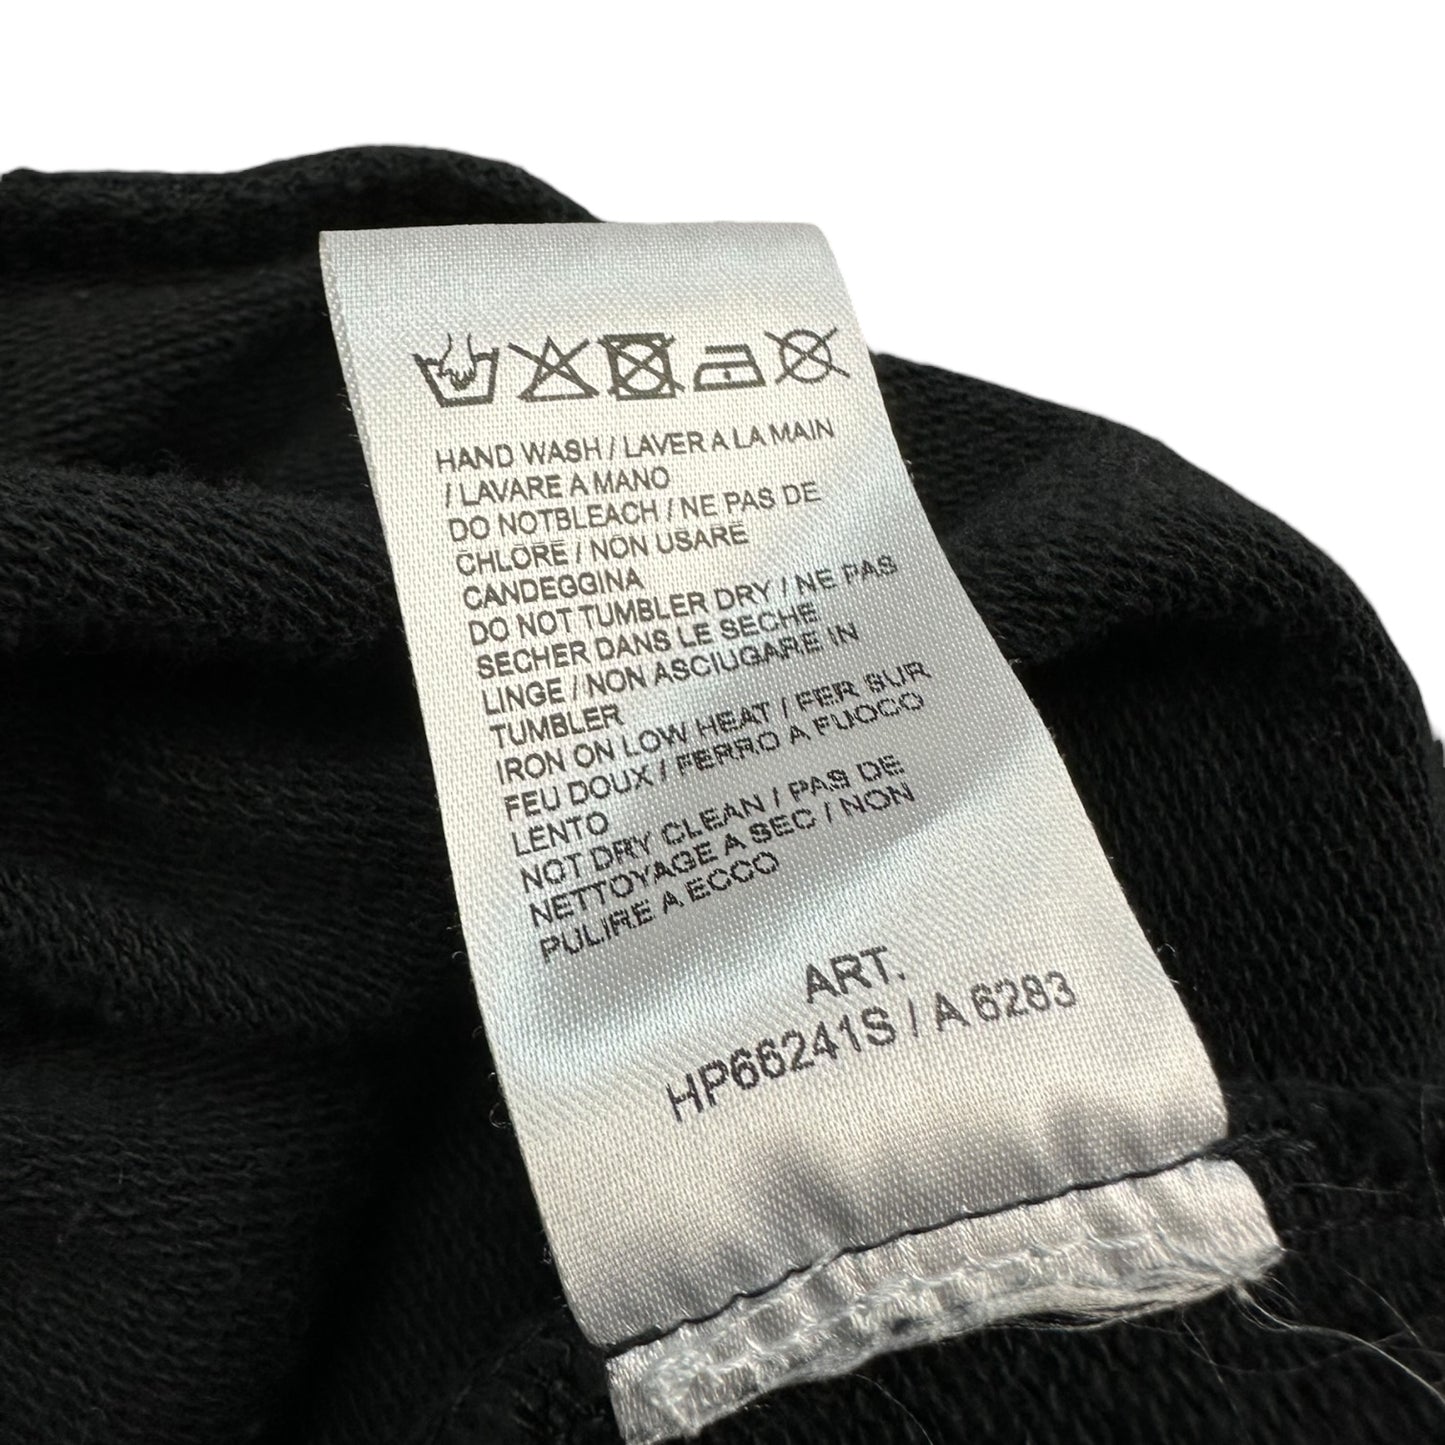 HAND WASH / LAVER A LA MAIN
/ LAVARE A MANO
DO NOTBLEACH / NE PAS DE
CHLORE / NON USARE
CANDEGGINA
DO NOT TUMBLER DRY / NE PAS
SECHER DANS LE SECHE
LINGE / NON ASCIUGARE IN
TUMBLER
IRON ON LOW HEAT / FER SUR
FEU DOUX / FERRO A FUOCO
LENTO
NOT DRY CLEAN / PAS DE
NETTOYAGE A SEC / NON
PULIRE A ECCO
ART.
HP66241S / A 6283